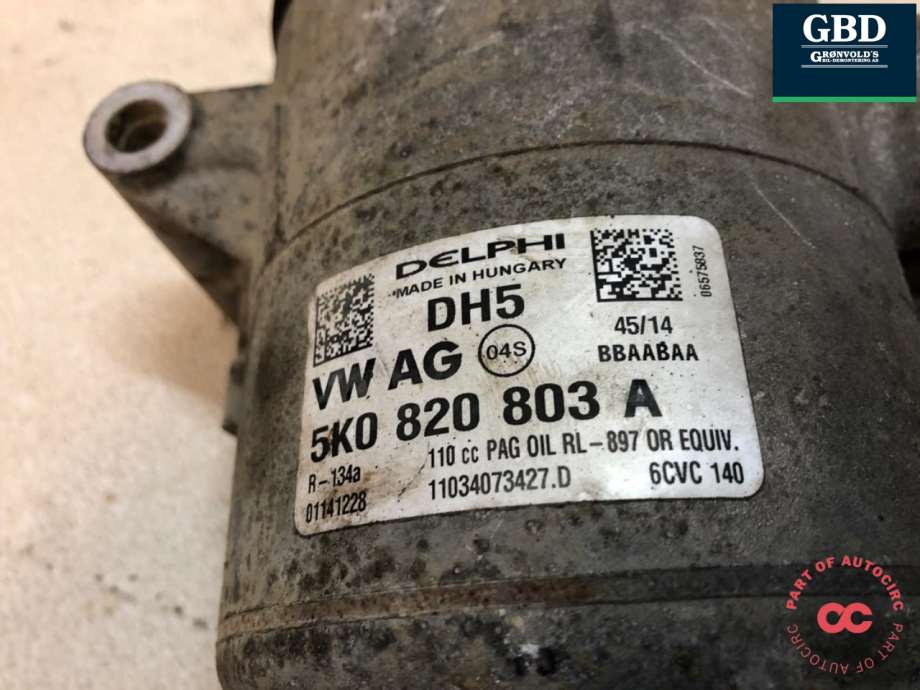 GBD
GRØNVOLD'S
BIL-DEMONTERING AS
DELPHI
MADE IN HUNGARY
DH5
06575837
45/14
BBAABAA
VW AG 04S
5K0 820 803 A
R-134a
110 cc PAG OIL RL-897 OR EQUIV.
01141228
11034073427.D
6CVC 140
PART OF AUTOCIRC
PART OF AUTOCIRC
CC